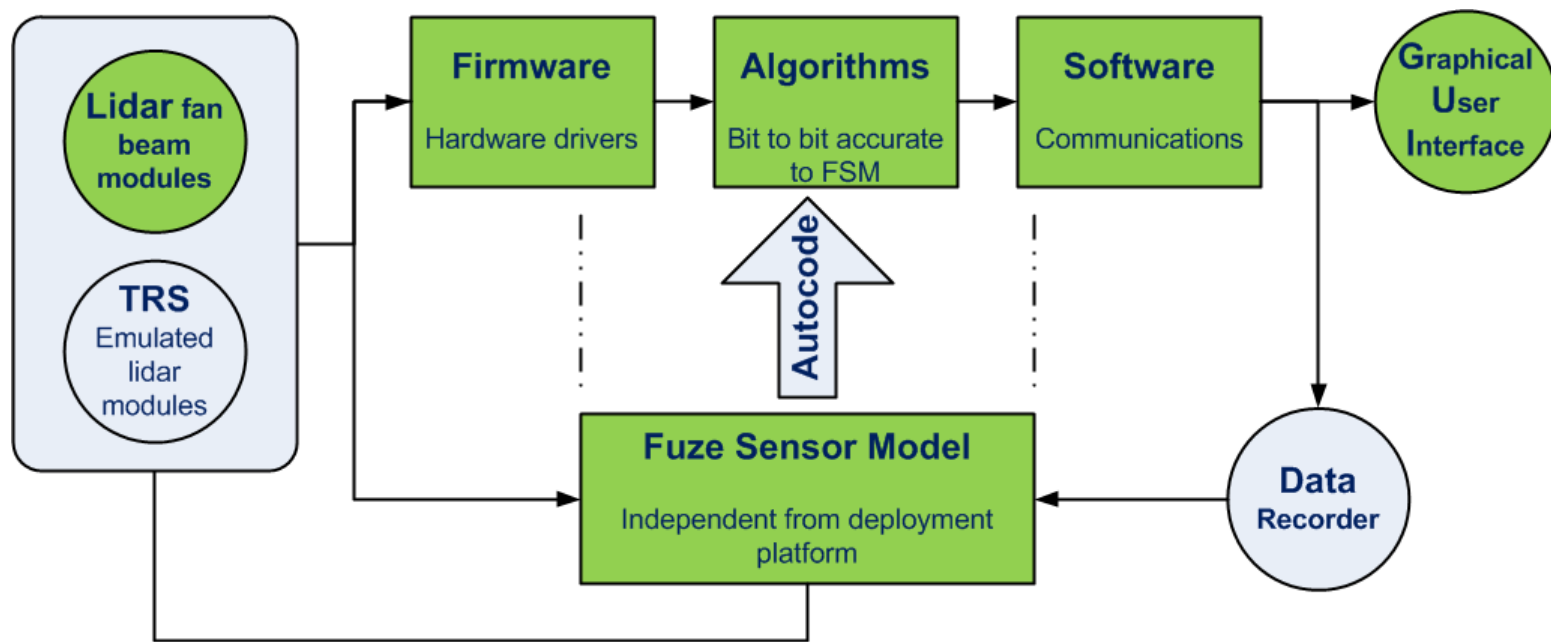 Lidar fan
beam
modules
TRS
Emulated
lidar
modules
Firmware
Hardware drivers
Algorithms
Bit to bit accurate
to FSM
Software
Communications
Graphical
User
Interface
Autocode
Fuze Sensor Model
Independent from deployment
platform
Data
Recorder